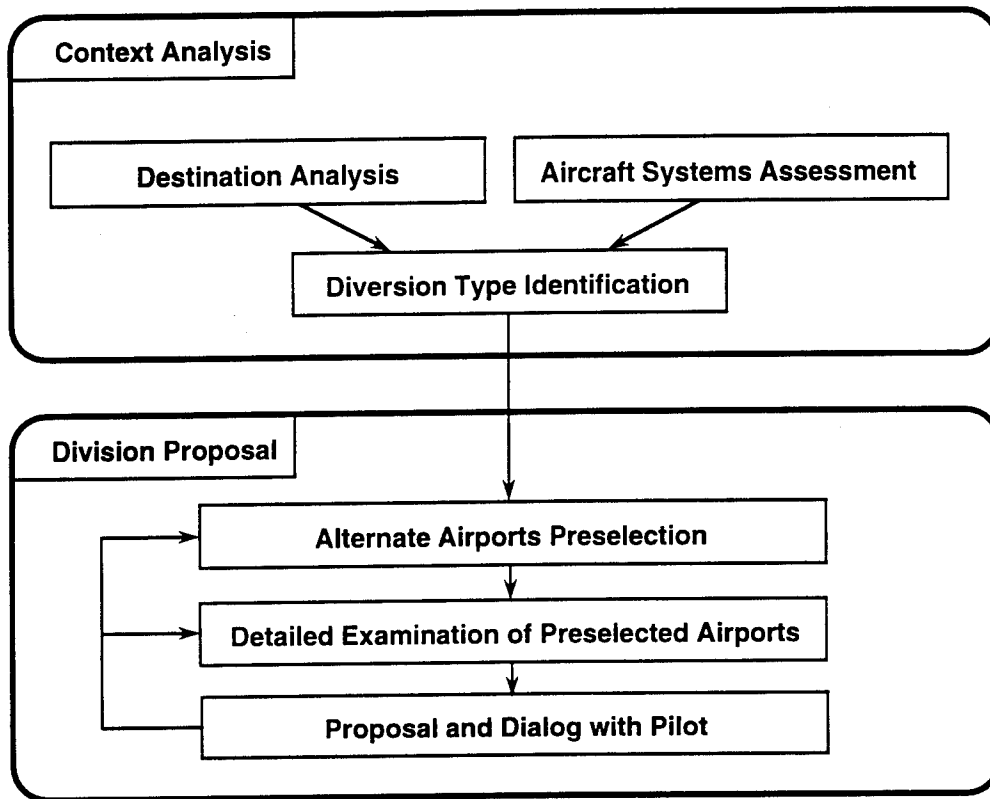 Context Analysis
Destination Analysis
Aircraft Systems Assessment
Diversion Type Identification
Division Proposal
Alternate Airports Preselection
Detailed Examination of Preselected Airports
Proposal and Dialog with Pilot